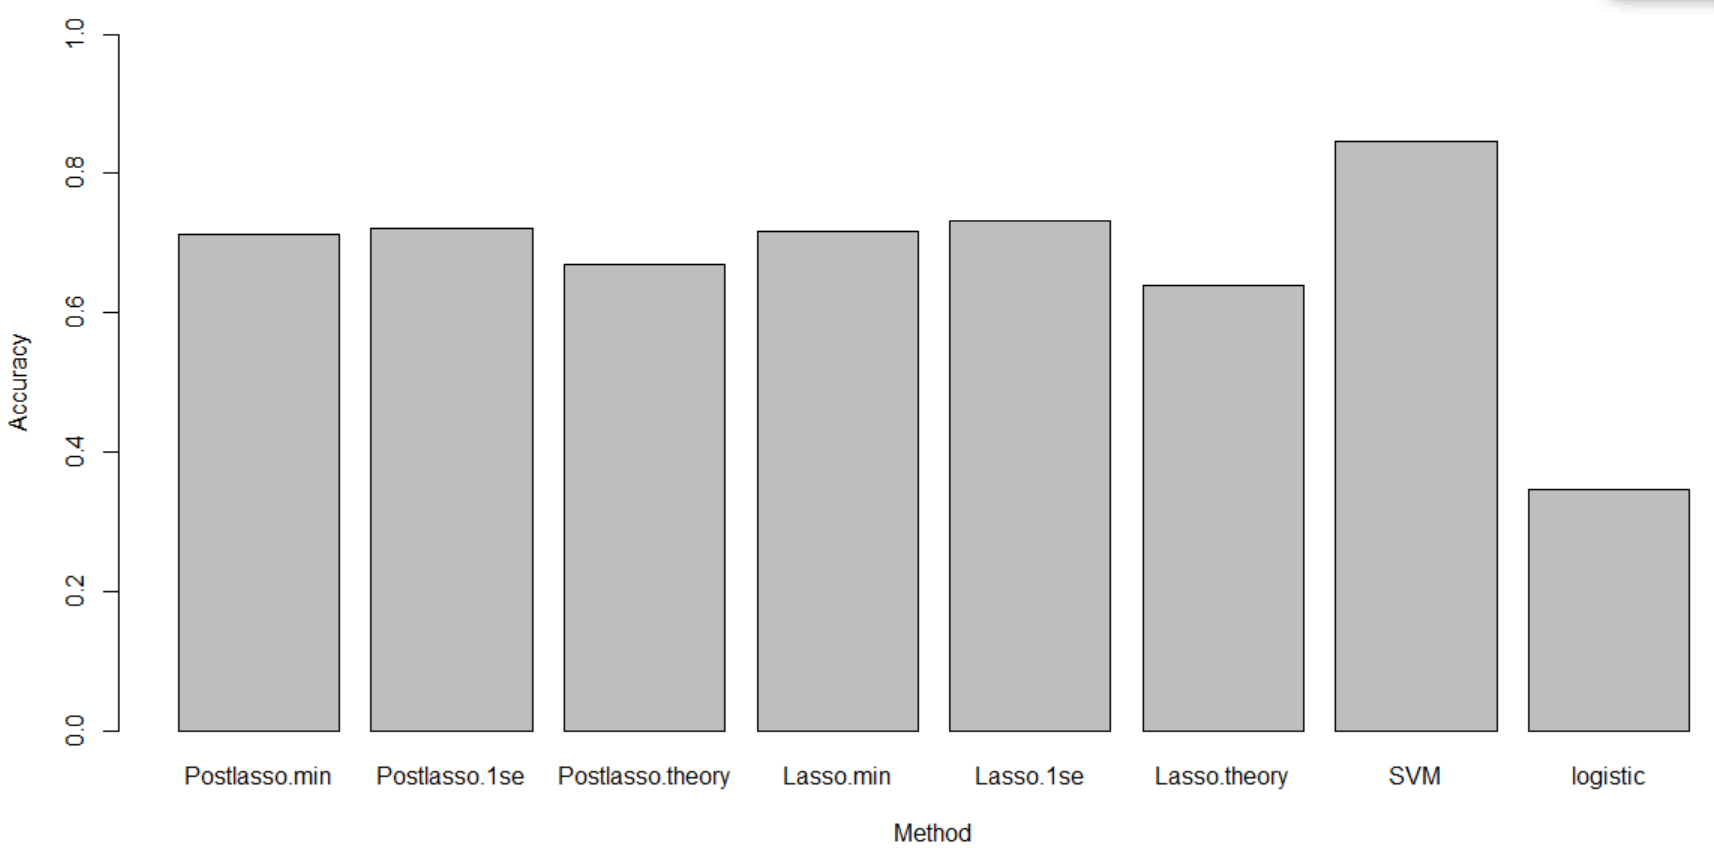 1.0
0.8
0.6
0.4
0.2
0.0
Accuracy
Postlasso.min Postlasso.1se Postlasso.theory Lasso.min Lasso.1se Lasso.theory SVM logistic
Method